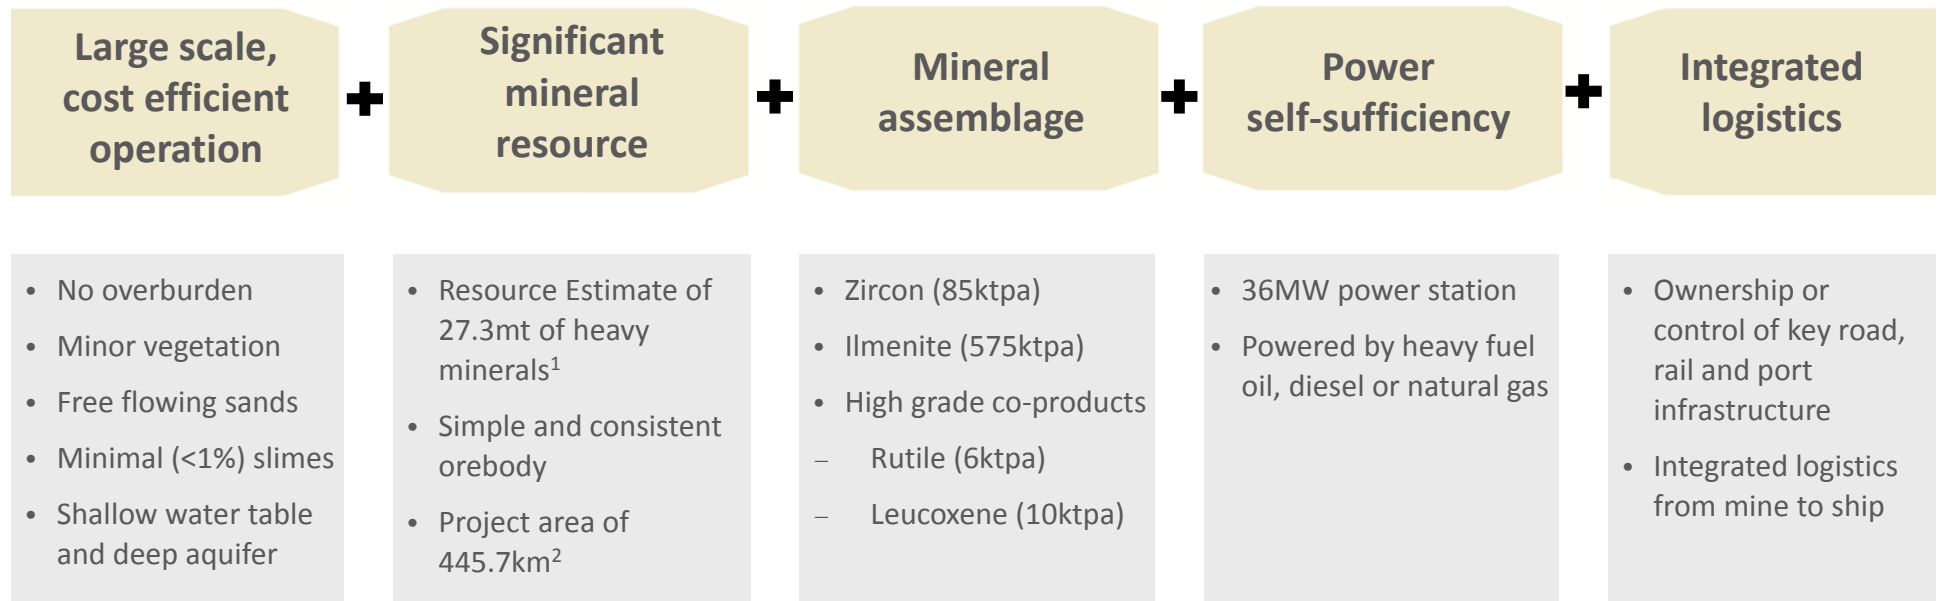 Large scale,
cost efficient
operation
Significant
mineral
resource
Mineral
assemblage
Power
self-sufficiency
Integrated
logistics
• No overburden
• Minor vegetation
• Free flowing sands
• Minimal (<1%) slimes
• Shallow water table
and deep aquifer
• Resource Estimate of
27.3mt of heavy
minerals¹
• Simple and consistent
orebody
• Project area of
445.7km²
• Zircon (85ktpa)
• Ilmenite (575ktpa)
• High grade co-products
– Rutile (6ktpa)
– Leucoxene (10ktpa)
• 36MW power station
• Powered by heavy fuel
oil, diesel or natural gas
• Ownership or
control of key road,
rail and port
infrastructure
• Integrated logistics
from mine to ship